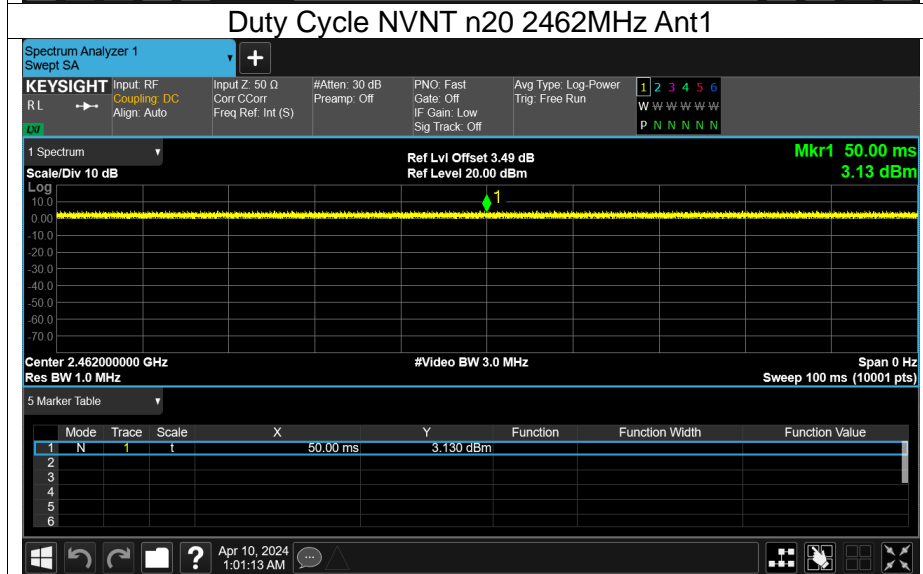 Duty Cycle NVNT n20 2462MHz Ant1
Spectrum Analyzer 1
Swept SA
+
KEYSIGHT Input: RF Input Z: 50 Ω #Atten: 30 dB PNO: Fast Avg Type: Log-Power 1 2 3 4 5 6
RL Coupling: DC Corr CCorr Preamp: Off Gate: Off Trig: Free Run W W W W W W
Align: Auto Freq Ref: Int (S) IF Gain: Low
LXI Sig Track: Off P N N N N N
1 Spectrum Ref Lvl Offset 3.49 dB Mkr1 50.00 ms
Scale/Div 10 dB Ref Level 20.00 dBm 3.13 dBm
Log
10.0 1
0.00
-10.0
-20.0
-30.0
-40.0
-50.0
-60.0
-70.0
Center 2.462000000 GHz #Video BW 3.0 MHz Span 0 Hz
Res BW 1.0 MHz Sweep 100 ms (10001 pts)
5 Marker Table
Mode Trace Scale X Y Function Function Width Function Value
1 N 1 t 50.00 ms 3.130 dBm
2
3
4
5
6
? Apr 10, 2024
1:01:13 AM